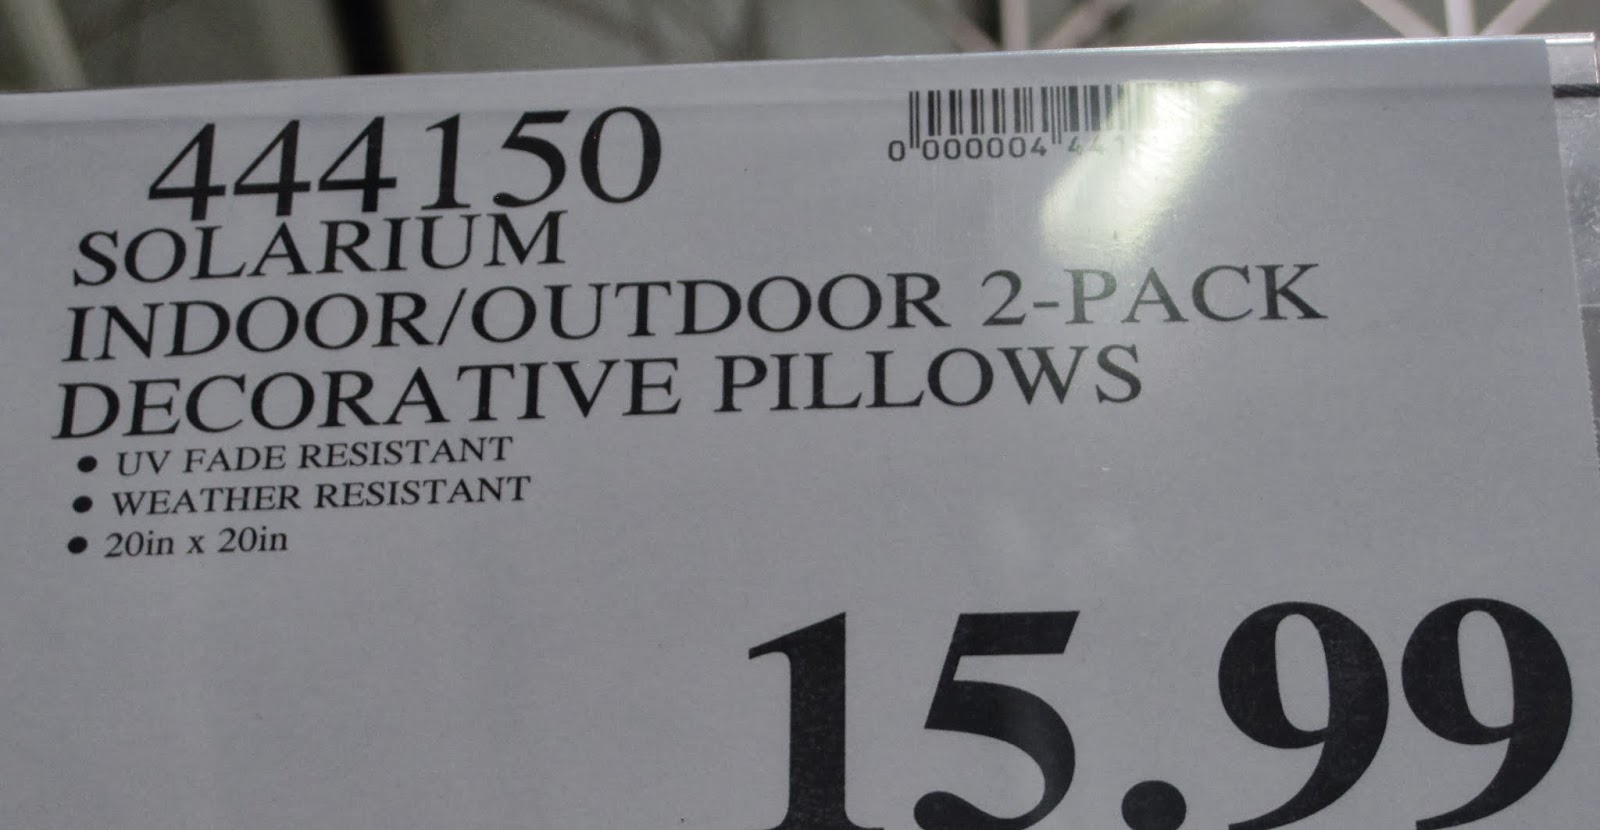 444150
0 000004 441
SOLARIUM
INDOOR/OUTDOOR 2-PACK
DECORATIVE PILLOWS
• UV FADE RESISTANT
• WEATHER RESISTANT
• 20in x 20in
15.99